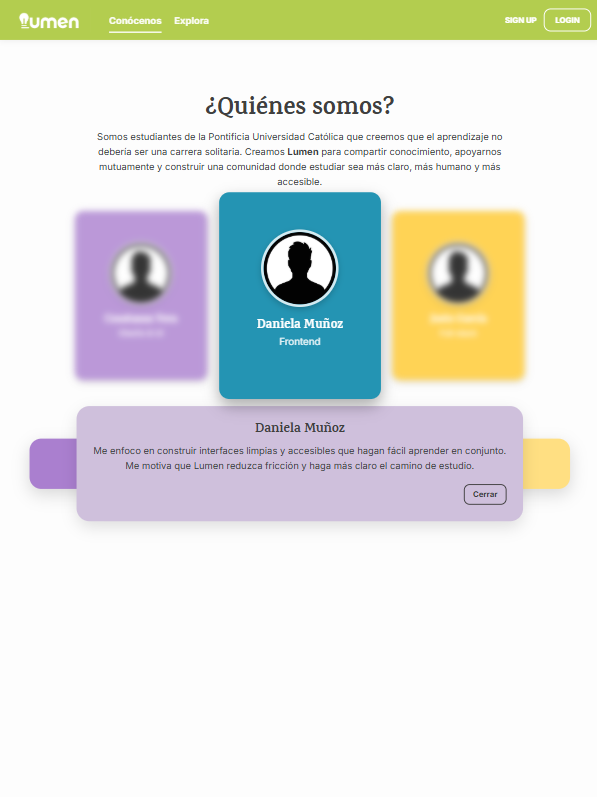 Lumen
Conócenos
Explora
SIGN UP
LOGIN
¿Quiénes somos?
Somos estudiantes de la Pontificia Universidad Católica que creemos que el aprendizaje no
debería ser una carrera solitaria. Creamos Lumen para compartir conocimiento, apoyarnos
mutuamente y construir una comunidad donde estudiar sea más claro, más humano y más
accesible.
Daniela Muñoz
Frontend
Daniela Muñoz
Me enfoco en construir interfaces limpias y accesibles que hagan fácil aprender en conjunto.
Me motiva que Lumen reduzca fricción y haga más claro el camino de estudio.
Cerrar